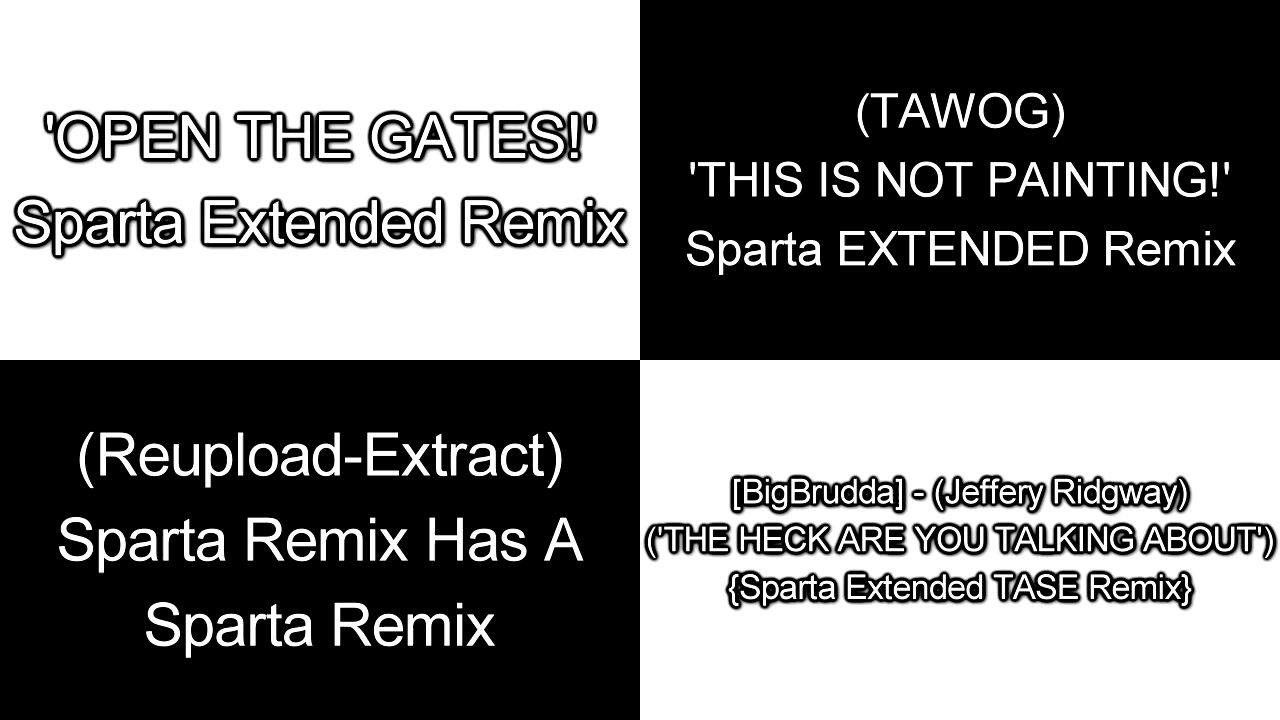 'OPEN THE GATES!'
Sparta Extended Remix
(TAWOG)
'THIS IS NOT PAINTING!'
Sparta EXTENDED Remix
(Reupload-Extract)
Sparta Remix Has A
Sparta Remix
[BigBrudda] - (Jeffery Ridgway)
('THE HECK ARE YOU TALKING ABOUT')
{Sparta Extended TASE Remix}